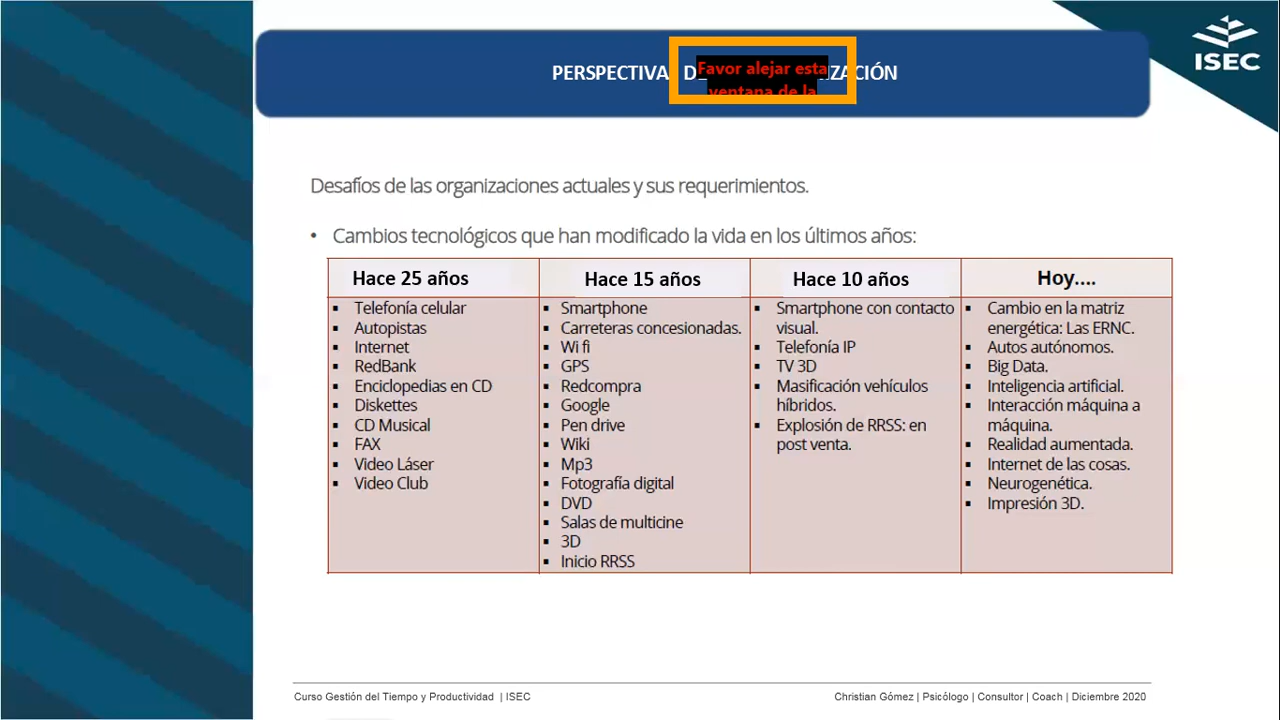 ISEC
PERSPECTIVA D ZACIÓN
Favor alejar esta
ventana de la
Desafíos de las organizaciones actuales y sus requerimientos.
• Cambios tecnológicos que han modificado la vida en los últimos años:
Hace 25 años
▪ Telefonía celular
▪ Autopistas
▪ Internet
▪ RedBank
▪ Enciclopedias en CD
▪ Diskettes
▪ CD Musical
▪ FAX
▪ Video Láser
▪ Video Club
Hace 15 años
▪ Smartphone
▪ Carreteras concesionadas.
▪ Wi fi
▪ GPS
▪ Redcompra
▪ Google
▪ Pen drive
▪ Wiki
▪ Mp3
▪ Fotografía digital
▪ DVD
▪ Salas de multicine
▪ 3D
▪ Inicio RRSS
Hace 10 años
▪ Smartphone con contacto
visual.
▪ Telefonía IP
▪ TV 3D
▪ Masificación vehículos
híbridos.
▪ Explosión de RRSS: en
post venta.
Hoy....
▪ Cambio en la matriz
energética: Las ERNC.
▪ Autos autónomos.
▪ Big Data.
▪ Inteligencia artificial.
▪ Interacción máquina a
máquina.
▪ Realidad aumentada.
▪ Internet de las cosas.
▪ Neurogenética.
▪ Impresión 3D.
Curso Gestión del Tiempo y Productividad | ISEC
Christian Gómez | Psicólogo | Consultor | Coach | Diciembre 2020